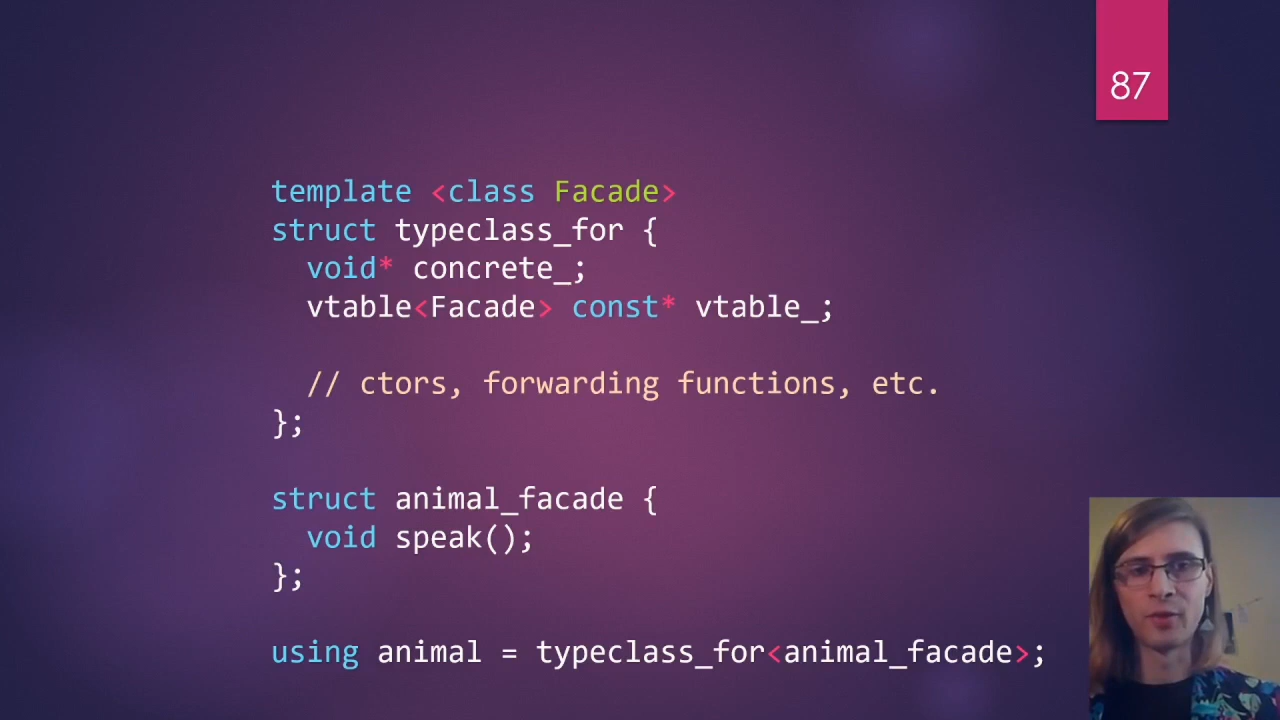 87
template <class Facade>
struct typeclass_for {
  void* concrete_;
  vtable<Facade> const* vtable_;
  // ctors, forwarding functions, etc.
};
struct animal_facade {
  void speak();
};
using animal = typeclass_for<animal_facade>;